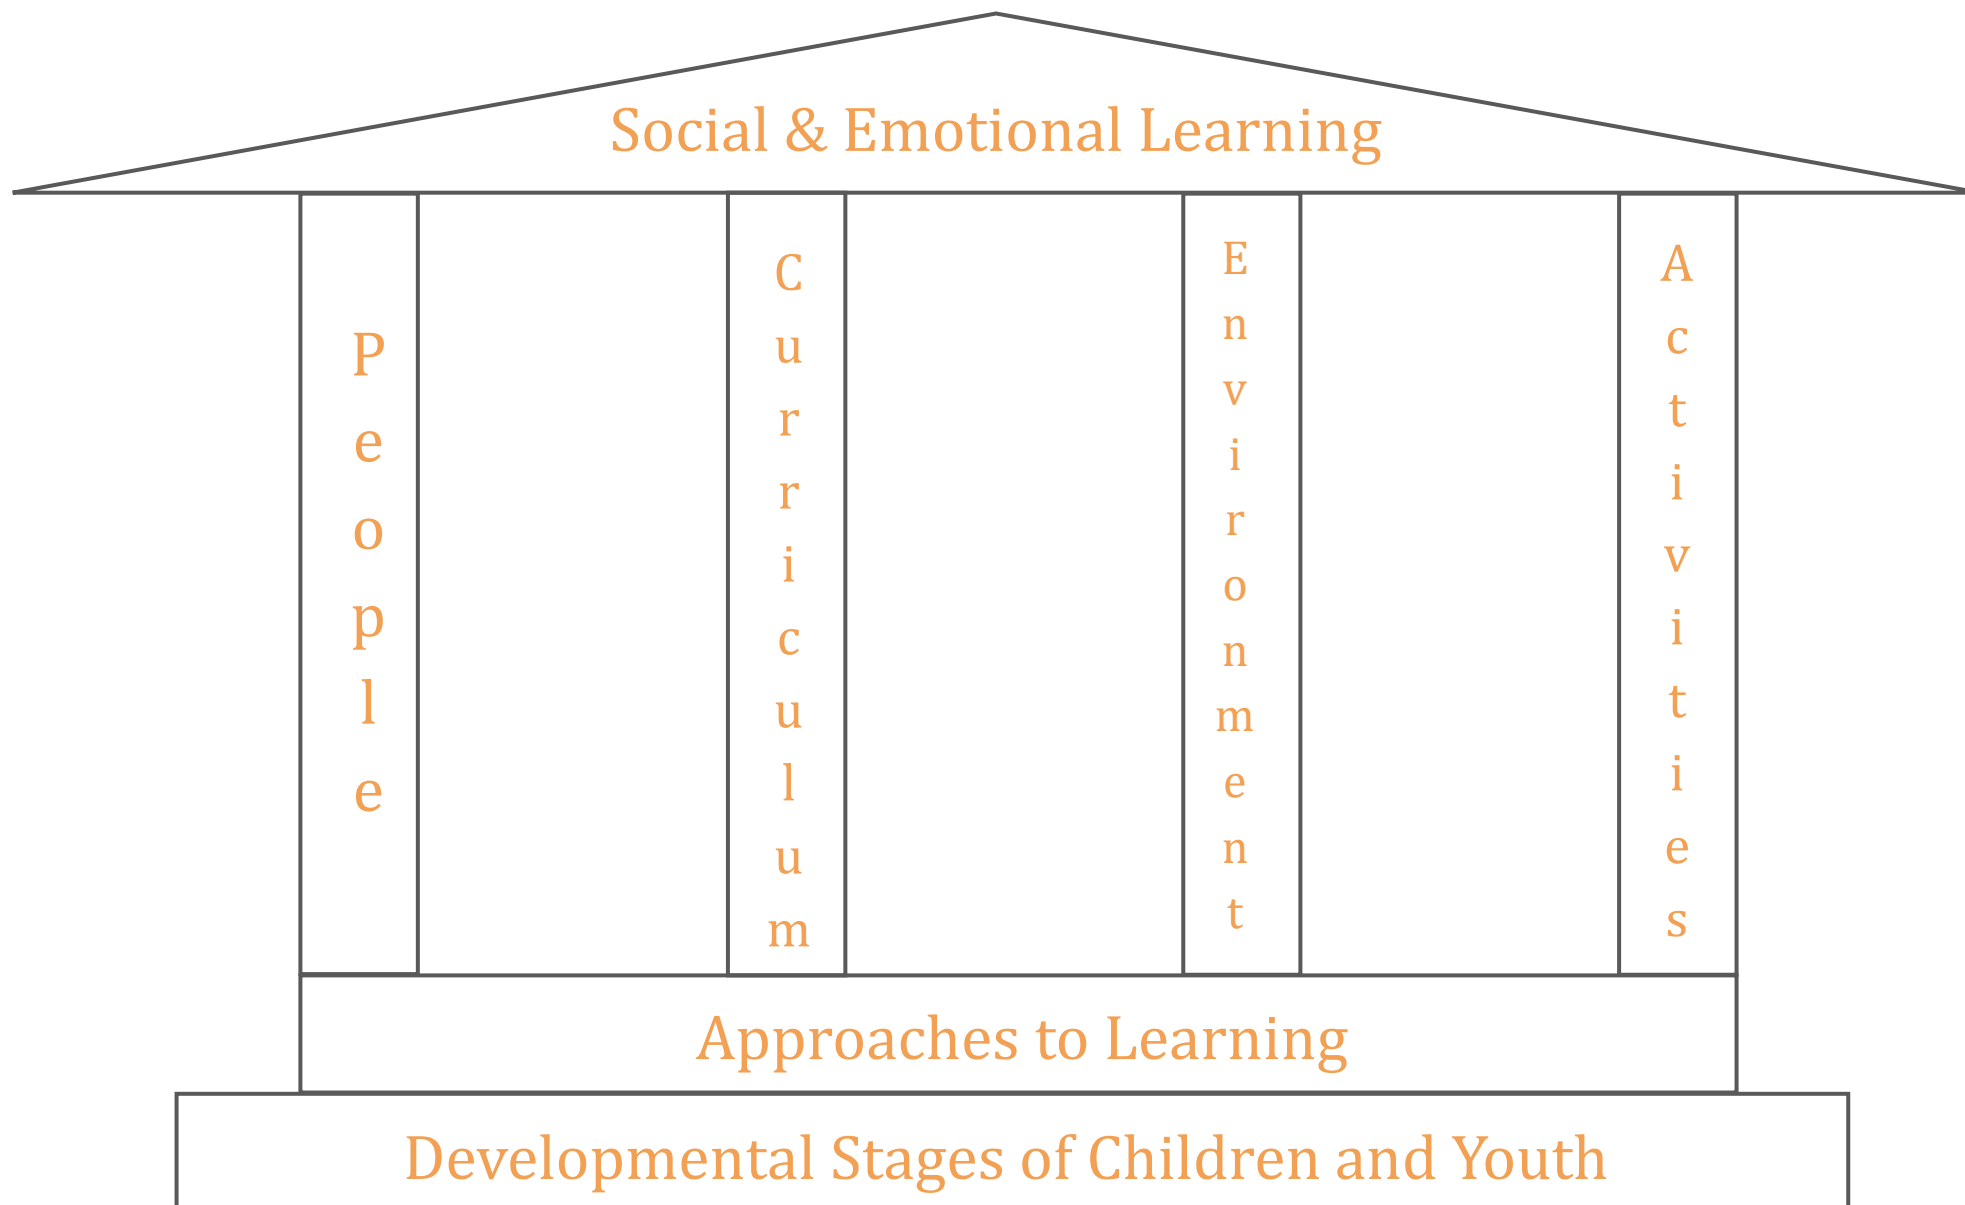 Social & Emotional Learning
People
Curriculum
Environment
Activities
Approaches to Learning
Developmental Stages of Children and Youth